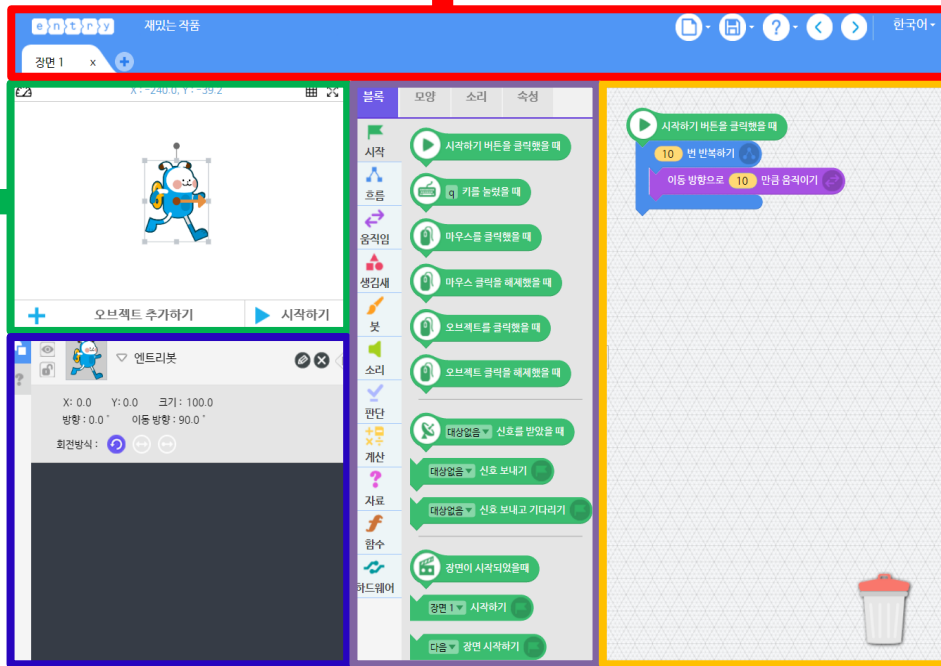 entry 재밌는 작품 한국어
장면 1 x +
X : -240.0, Y : -39.2
오브젝트 추가하기 시작하기
엔트리봇
?
X: 0.0 Y: 0.0 크기 : 100.0
방향 : 0.0˚ 이동 방향 : 90.0˚
회전방식 :
블록 모양 소리 속성
시작
흐름
움직임
생김새
붓
소리
판단
계산
자료
함수
하드웨어
시작하기 버튼을 클릭했을 때
q 키를 눌렀을 때
마우스를 클릭했을 때
마우스 클릭을 해제했을 때
오브젝트를 클릭했을 때
오브젝트 클릭을 해제했을 때
대상없음 신호를 받았을 때
대상없음 신호 보내기
대상없음 신호 보내고 기다리기
장면이 시작되었을때
장면 1 시작하기
다음 장면 시작하기
시작하기 버튼을 클릭했을 때
10 번 반복하기
이동 방향으로 10 만큼 움직이기